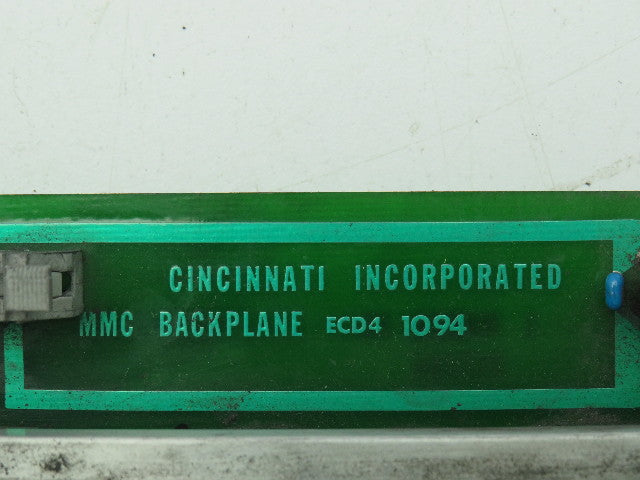 CINCINNATI INCORPORATED
MMC BACKPLANE ECD4 1094